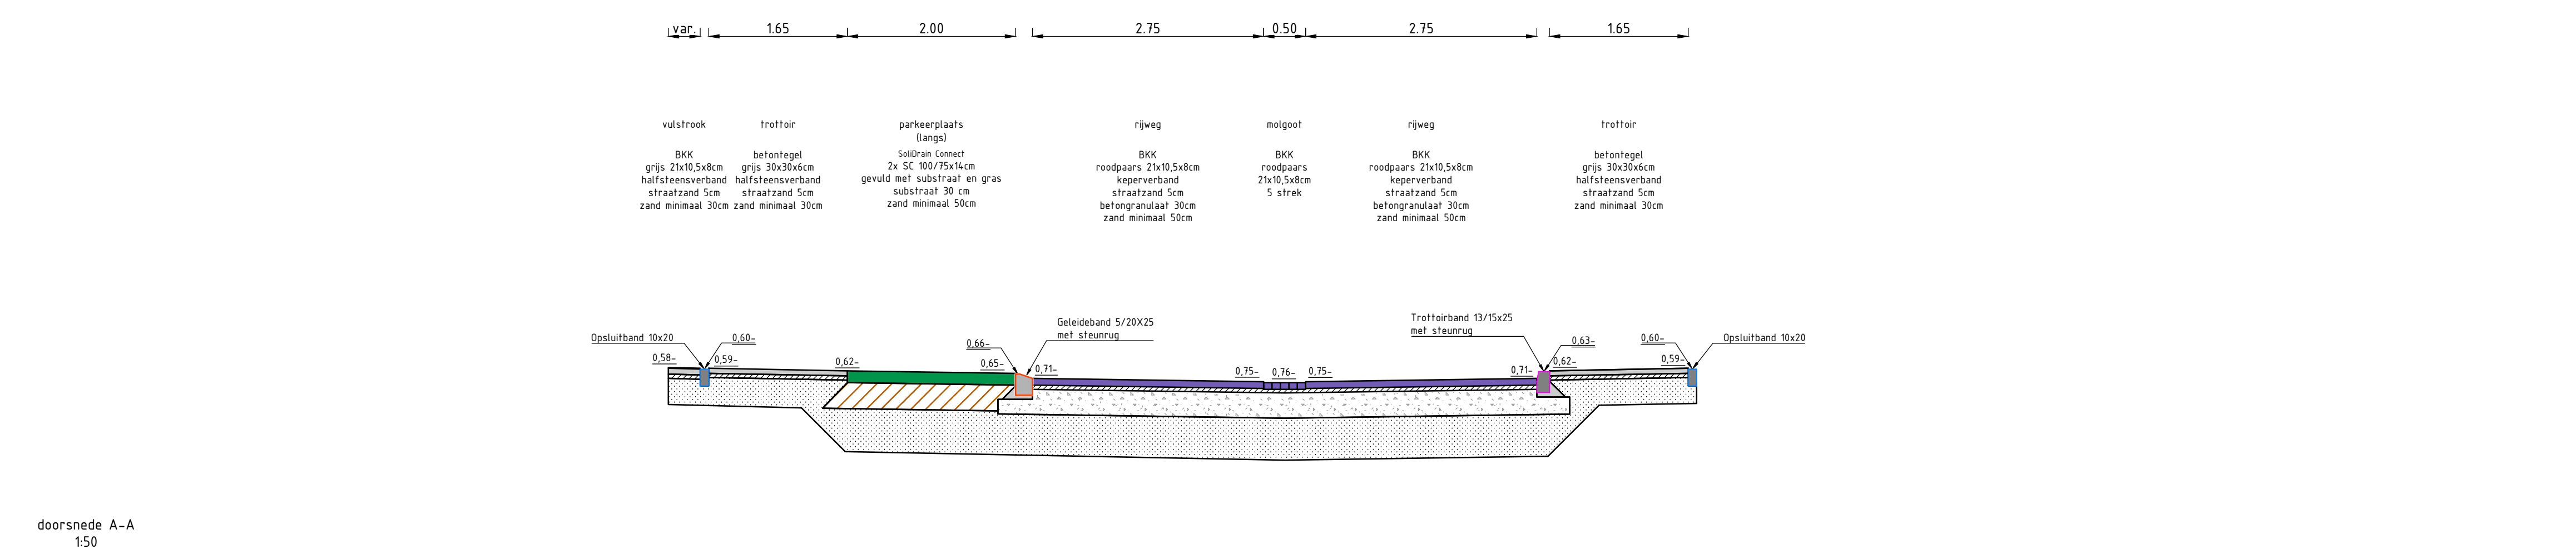 var.
1.65
2.00
2.75
0.50
2.75
1.65
vulstrook
BKK
grijs 21x10,5x8cm
halfsteensverband
straatzand 5cm
zand minimaal 30cm
trottoir
betontegel
grijs 30x30x6cm
halfsteensverband
straatzand 5cm
zand minimaal 30cm
parkeerplaats
(langs)
SoliDrain Connect
2x SC 100/75x14cm
gevuld met substraat en gras
substraat 30 cm
zand minimaal 50cm
rijweg
BKK
roodpaars 21x10,5x8cm
keperverband
straatzand 5cm
betongranulaat 30cm
zand minimaal 50cm
molgoot
BKK
roodpaars
21x10,5x8cm
5 strek
rijweg
BKK
roodpaars 21x10,5x8cm
keperverband
straatzand 5cm
betongranulaat 30cm
zand minimaal 50cm
trottoir
betontegel
grijs 30x30x6cm
halfsteensverband
straatzand 5cm
zand minimaal 30cm
Opsluitband 10x20
0,58-
0,60-
0,59-
0,62-
0,66-
0,65-
Geleideband 5/20X25
met steunrug
0,71-
0,75-
0,76-
0,75-
Trottoirband 13/15x25
met steunrug
0,71-
0,63-
0,62-
0,60-
0,59-
Opsluitband 10x20
doorsnede A-A
1:50